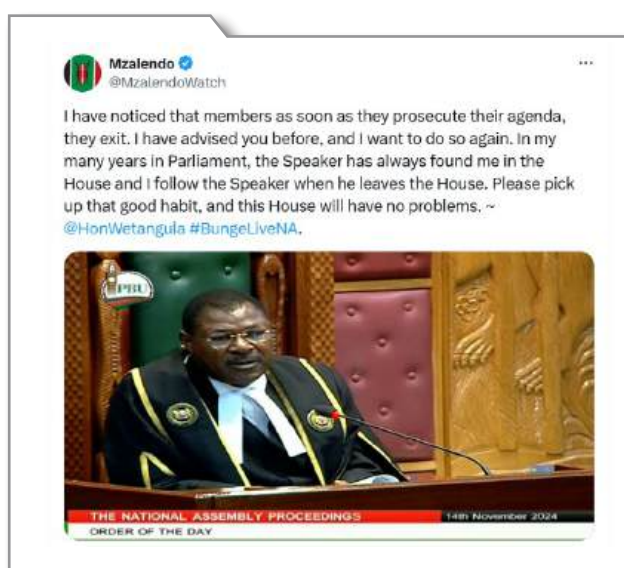 Mzalendo
@MzalendoWatch
I have noticed that members as soon as they prosecute their agenda,
they exit. I have advised you before, and I want to do so again. In my
many years in Parliament, the Speaker has always found me in the
House and I follow the Speaker when he leaves the House. Please pick
up that good habit, and this House will have no problems. ~
@HonWetangula #BungeLiveNA.
PBU
THE NATIONAL ASSEMBLY PROCEEDINGS 14th November 2024
ORDER OF THE DAY